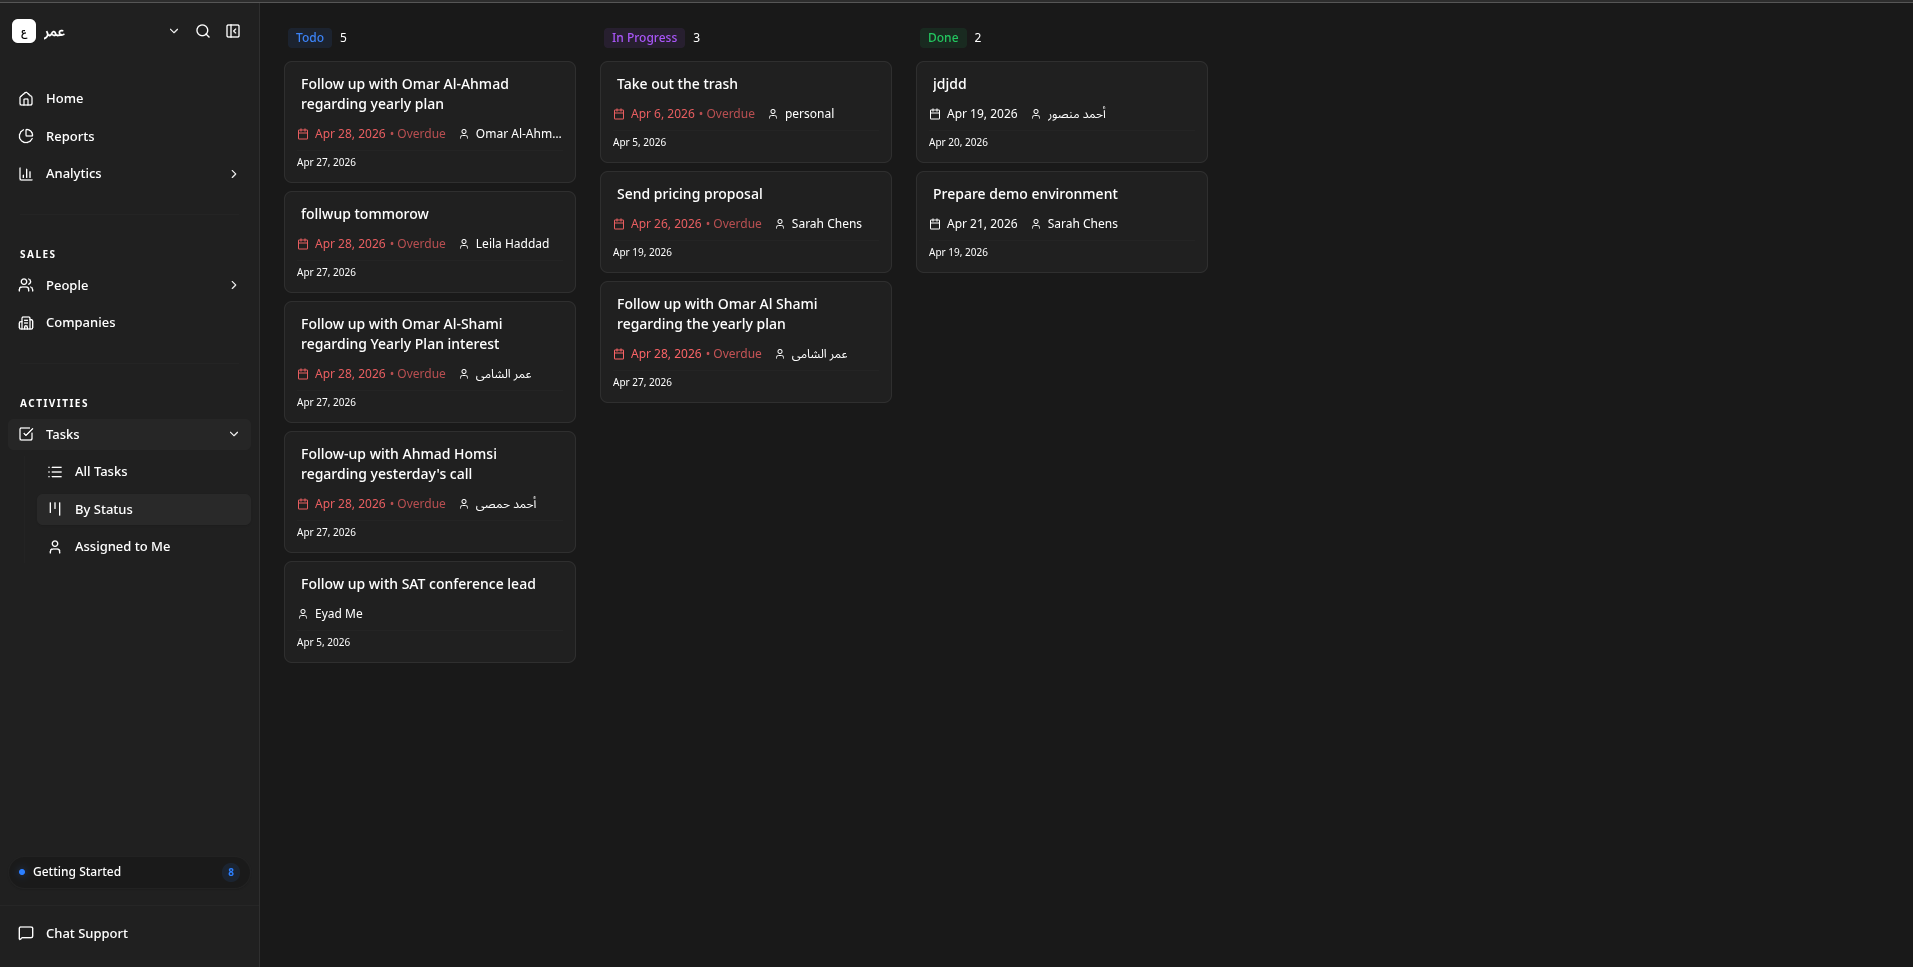 ع عمر
Home
Reports
Analytics
SALES
People
Companies
ACTIVITIES
Tasks
All Tasks
By Status
Assigned to Me
Getting Started 8
Chat Support
Todo 5
Follow up with Omar Al-Ahmad
regarding yearly plan
Apr 28, 2026 • Overdue Omar Al-Ahm...
Apr 27, 2026
follwup tommorow
Apr 28, 2026 • Overdue Leila Haddad
Apr 27, 2026
Follow up with Omar Al-Shami
regarding Yearly Plan interest
Apr 28, 2026 • Overdue عمر الشامي
Apr 27, 2026
Follow-up with Ahmad Homsi
regarding yesterday's call
Apr 28, 2026 • Overdue أحمد حمصي
Apr 27, 2026
Follow up with SAT conference lead
Eyad Me
Apr 5, 2026
In Progress 3
Take out the trash
Apr 6, 2026 • Overdue personal
Apr 5, 2026
Send pricing proposal
Apr 26, 2026 • Overdue Sarah Chens
Apr 19, 2026
Follow up with Omar Al Shami
regarding the yearly plan
Apr 28, 2026 • Overdue عمر الشامي
Apr 27, 2026
Done 2
jdjdd
Apr 19, 2026 أحمد منصور
Apr 20, 2026
Prepare demo environment
Apr 21, 2026 Sarah Chens
Apr 19, 2026